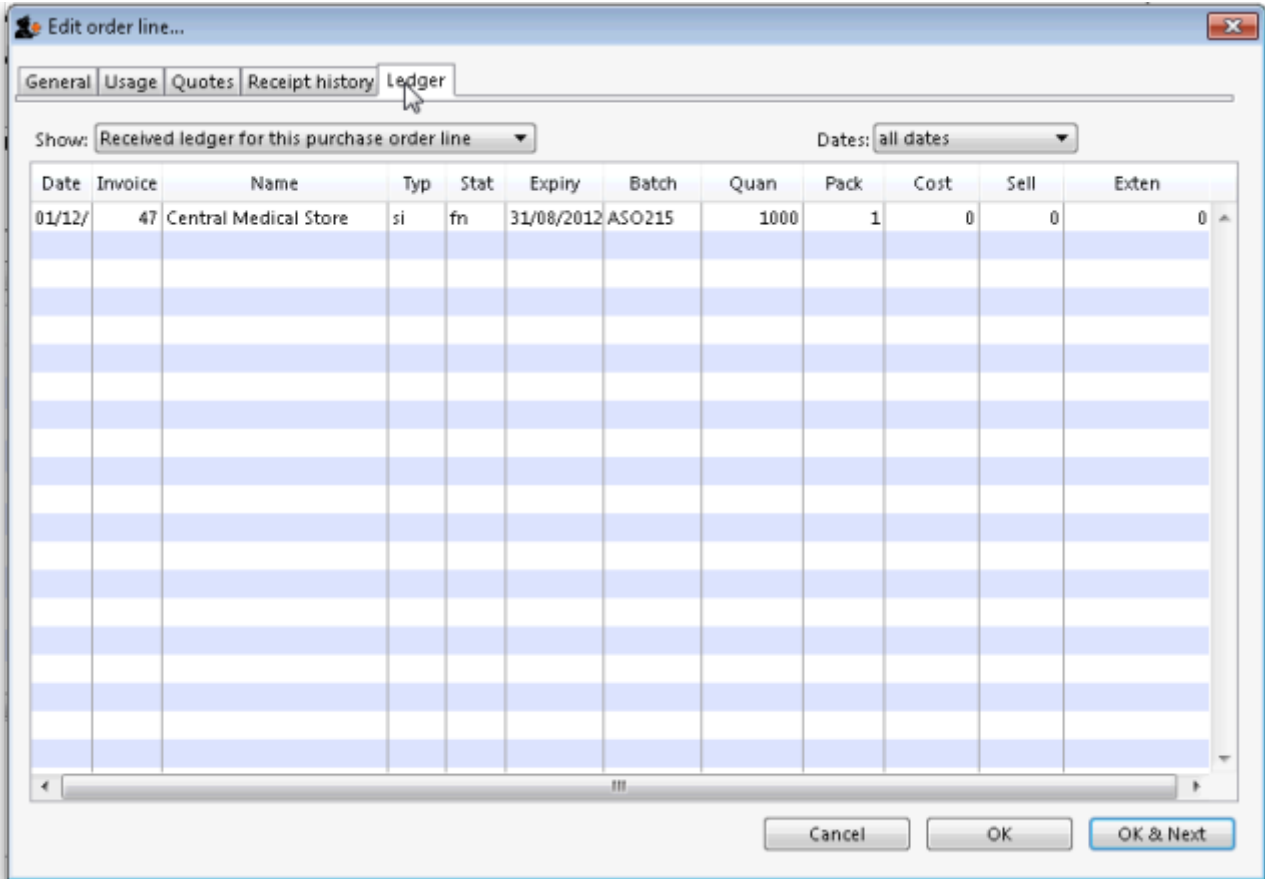 Edit order line...
General Usage Quotes Receipt history Ledger
Show: Received ledger for this purchase order line Dates: all dates
Date Invoice Name Typ Stat Expiry Batch Quan Pack Cost Sell Exten
01/12/ 47 Central Medical Store si fn 31/08/2012 ASO215 1000 1 0 0 0
Cancel OK OK & Next